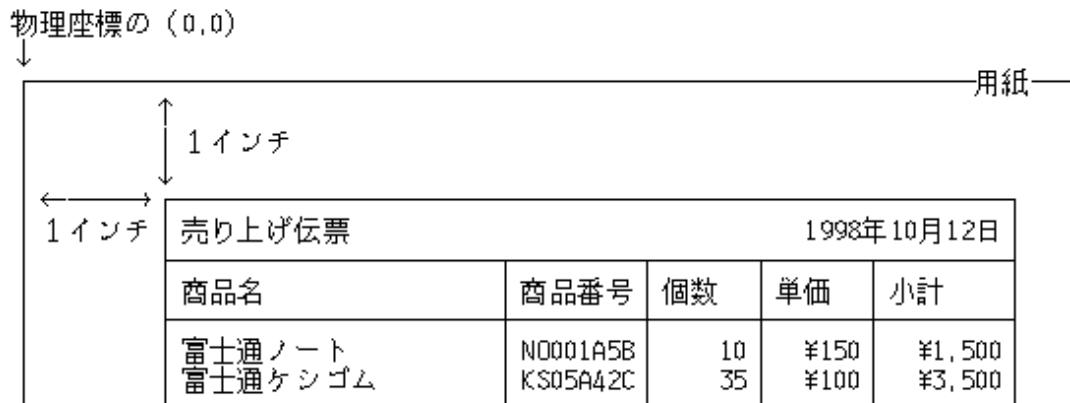 物理座標の (0,0)
用紙
1インチ
1インチ
売り上げ伝票 1998年10月12日
商品名 商品番号 個数 単価 小計
富士通ノート NO001A5B 10 ¥150 ¥1,500
富士通ケシゴム KS05A42C 35 ¥100 ¥3,500